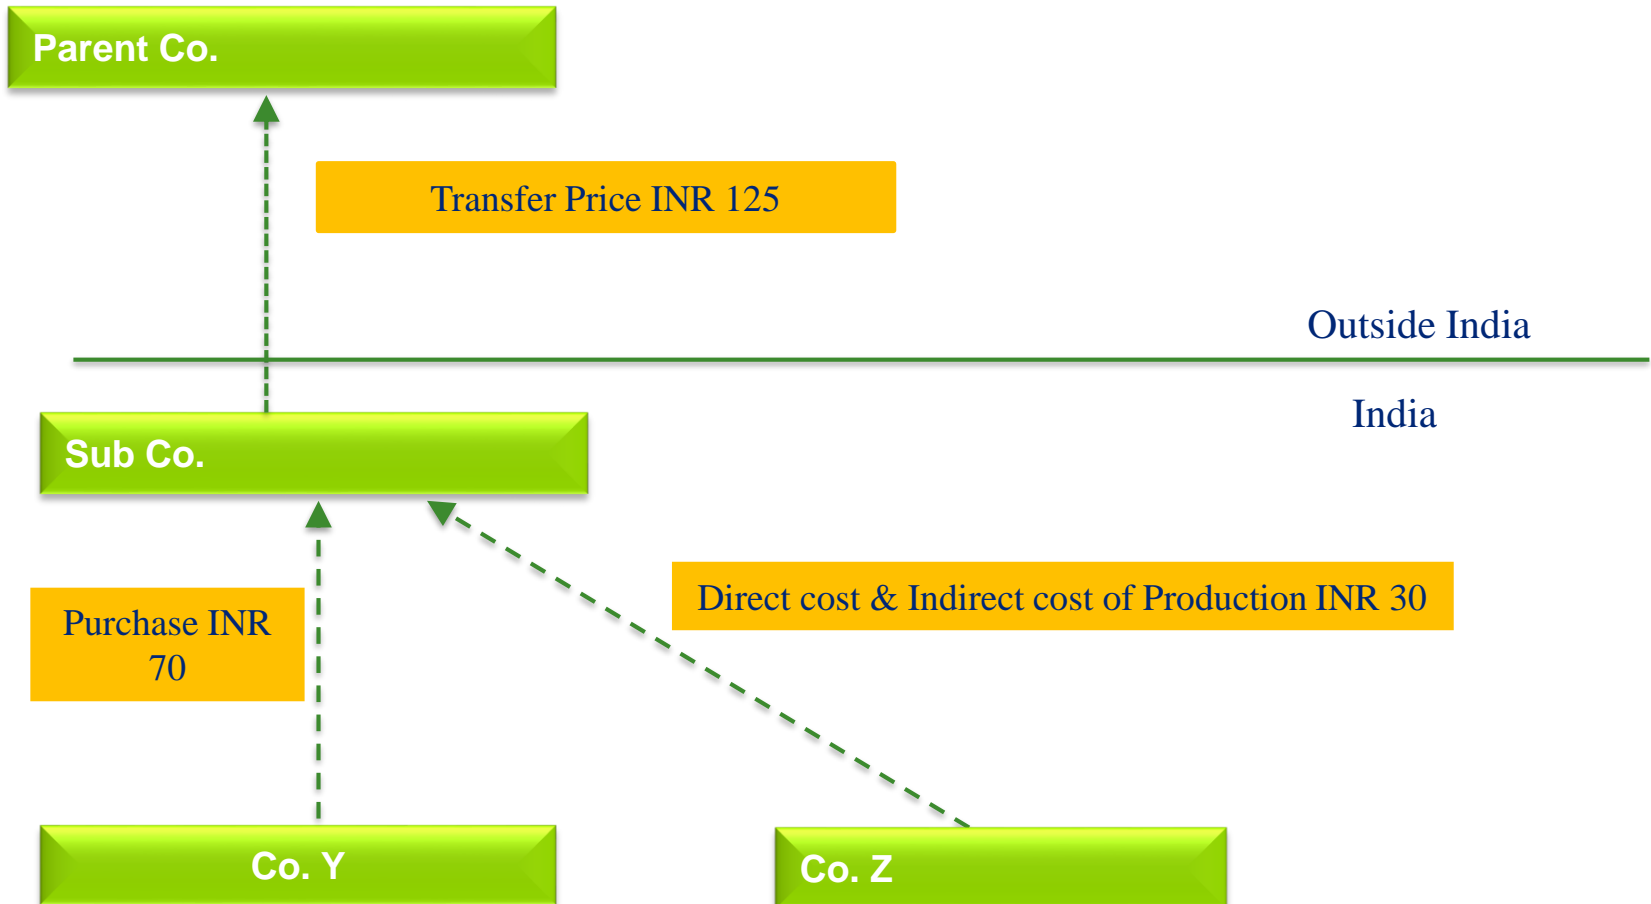 Parent Co.
Transfer Price INR 125
Outside India
India
Sub Co.
Purchase INR
70
Direct cost & Indirect cost of Production INR 30
Co. Y
Co. Z